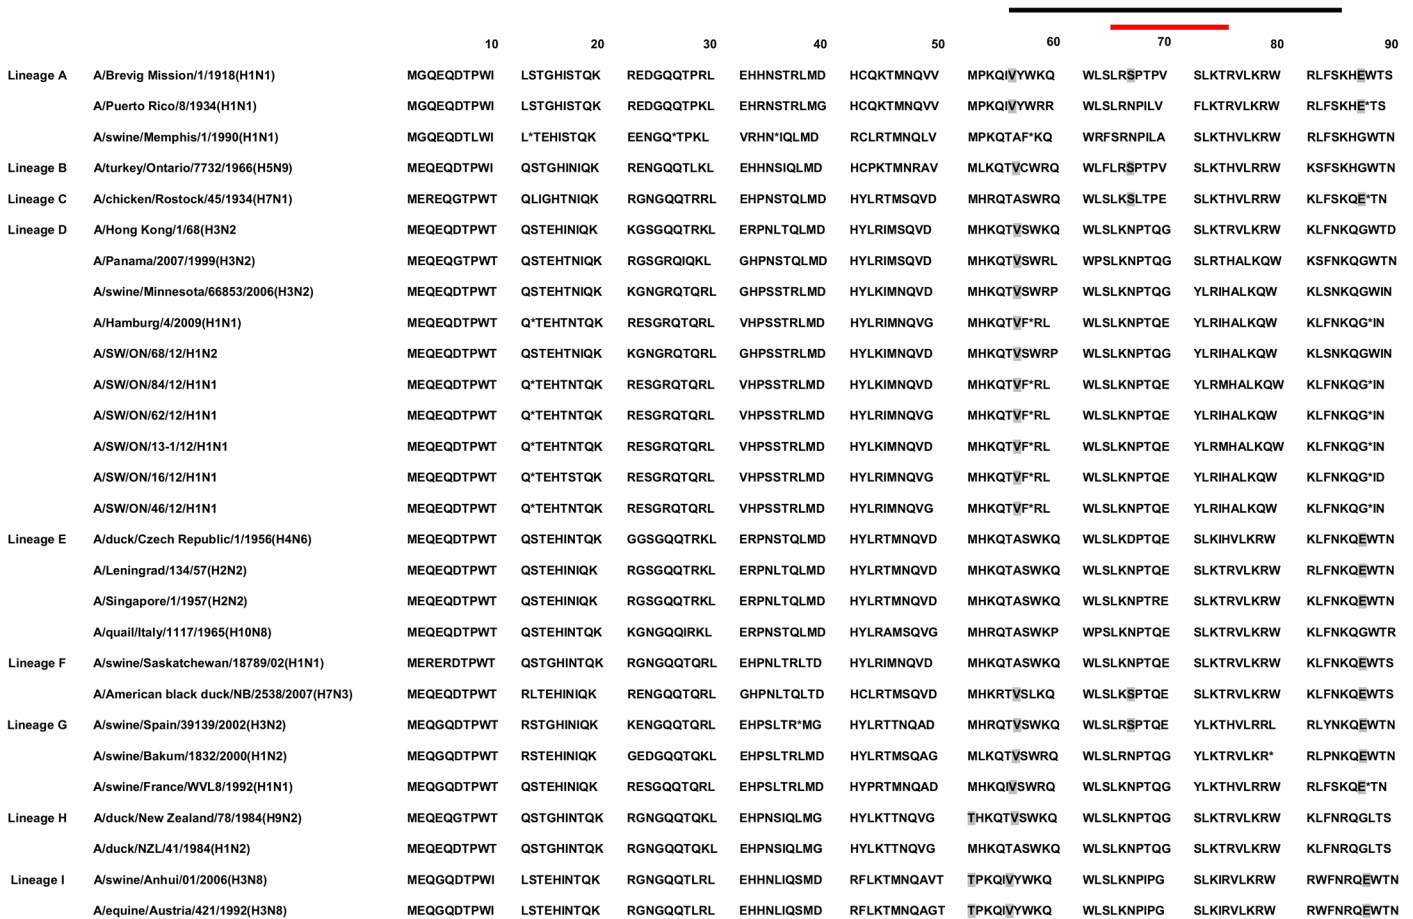 10 20 30 40 50 60 70 80 90
Lineage A A/Brevig Mission/1/1918(H1N1) MGQEQDTPWI LSTGHISTQK REDGQQTPRL EHHNSTRLMD HCQKTMNQVV MPKQIVYWKQ WLSLRSPTPV SLKTRVLKRW RLFSKHEWTS
A/Puerto Rico/8/1934(H1N1) MGQEQDTPWI LSTGHISTQK REDGQQTPKL EHRNSTRLMG HCQKTMNQVV MPKQIVYWRR WLSLRNPILV FLKTRVLKRW RLFSKHE*TS
A/swine/Memphis/1/1990(H1N1) MGQEQDTLWI L*TEHISTQK EENGQ*TPKL VRHN*IQLMD RCLRTMNQLV MPKQTAF*KQ WRFSRNPILA SLKTHVLKRW RLFSKHGWTN
Lineage B A/turkey/Ontario/7732/1966(H5N9) MEQEQDTPWI QSTGHINIQK RENGQQTLKL EHHNSIQLMD HCPKTMNRAV MLKQTVCWRQ WLFLRSPTPV SLKTHVLRRW KSFSKHGWTN
Lineage C A/chicken/Rostock/45/1934(H7N1) MEREQGTPWT QLIGHTNIQK RGNGQQTRRL EHPNSTQLMD HYLRTMSQVD MHRQTASWRQ WLSLKSLTPE SLKTHVLRRW KLFSKQE*TN
Lineage D A/Hong Kong/1/68(H3N2 MEQEQDTPWT QSTEHINIQK KGSGQQTRKL ERPNLTQLMD HYLRIMSQVD MHKQTVSWKQ WLSLKNPTQG SLKTRVLKRW KLFNKQGWTD
A/Panama/2007/1999(H3N2) MEQEQGTPWT QSTEHTNIQK RGSGRQIQKL GHPNSTQLMD HYLRIMSQVD MHKQTVSWRL WPSLKNPTQG SLRTHALKQW KSFNKQGWTN
A/swine/Minnesota/66853/2006(H3N2) MEQEQDTPWT QSTEHTNIQK KGNGRQTQRL GHPSSTRLMD HYLKIMNQVD MHKQTVSWRP WLSLKNPTQG YLRIHALKQW KLSNKQGWIN
A/Hamburg/4/2009(H1N1) MEQEQDTPWT Q*TEHTNTQK RESGRQTQRL VHPSSTRLMD HYLRIMNQVG MHKQTVF*RL WLSLKNPTQE YLRIHALKQW KLFNKQG*IN
A/SW/ON/68/12/H1N2 MEQEQDTPWT QSTEHTNIQK KGNGRQTQRL GHPSSTRLMD HYLKIMNQVD MHKQTVSWRP WLSLKNPTQG YLRIHALKQW KLSNKQGWIN
A/SW/ON/84/12/H1N1 MEQEQDTPWT Q*TEHTNTQK RESGRQTQRL VHPSSTRLMD HYLKIMNQVD MHKQTVF*RL WLSLKNPTQE YLRMHALKQW KLFNKQG*IN
A/SW/ON/62/12/H1N1 MEQEQDTPWT Q*TEHTNTQK RESGRQTQRL VHPSSTRLMD HYLRIMNQVG MHKQTVF*RL WLSLKNPTQE YLRIHALKQW KLFNKQG*IN
A/SW/ON/13-1/12/H1N1 MEQEQDTPWT Q*TEHTNTQK RESGRQTQRL VHPSSTRLMD HYLKIMNQVD MHKQTVF*RL WLSLKNPTQE YLRMHALKQW KLFNKQG*IN
A/SW/ON/16/12/H1N1 MEQEQDTPWT Q*TEHTSTQK RESGRQTQRL VHPSSTRLMD HYLRIMNQVG MHKQTVF*RL WLSLKNPTQE YLRIHALKQW KLFNKQG*ID
A/SW/ON/46/12/H1N1 MEQEQDTPWT Q*TEHTNTQK RESGRQTQRL VHPSSTRLMD HYLRIMNQVG MHKQTVF*RL WLSLKNPTQE YLRIHALKQW KLFNKQG*IN
Lineage E A/duck/Czech Republic/1/1956(H4N6) MEQEQDTPWT QSTEHINTQK GGSGQQTRKL ERPNSTQLMD HYLRTMNQVD MHKQTASWKQ WLSLKDPTQE SLKIHVLKRW KLFNKQEWTN
A/Leningrad/134/57(H2N2) MEQEQDTPWT QSTEHINIQK RGSGQQTRKL ERPNLTQLMD HYLRTMNQVD MHKQTASWKQ WLSLKNPTQE SLKTRVLKRW RLFNKQEWTN
A/Singapore/1/1957(H2N2) MEQEQDTPWT QSTEHINIQK RGSGQQTRKL ERPNLTQLMD HYLRTMNQVD MHKQTASWKQ WLSLKNPTRE SLKTRVLKRW KLFNKQEWTN
A/quail/Italy/1117/1965(H10N8) MEQEQDTPWT QSTEHINTQK KGNGQQIRKL ERPNSTQLMD HYLRAMSQVG MHRQTASWKP WPSLKNPTQE SLKTRVLKRW KLFNKQGWTR
Lineage F A/swine/Saskatchewan/18789/02(H1N1) MERERDTPWT QSTGHINTQK RGNGQQTRKL EHPNLTRLTD HYLRIMNQVD MHKQTASWKQ WLSLKNPTQE SLKTRVLKRW KLFNKQEWTS
A/American black duck/NB/2538/2007(H7N3) MEQEQDTPWT RLTEHINIQK RENGQQTRKL GHPNLTQLTD HCLRTMSQVD MHKRTVSLKQ WLSLKSPTQE SLKTRVLKRW KLFNKQEWTS
Lineage G A/swine/Spain/39139/2002(H3N2) MEQGQDTPWT RSTGHINIQK KENGQQTQRL EHPSLTR*MG HYLRTTNQAD MHRQTVSWKQ WLSLRSPTQE YLKTHVLRRL RLYNKQEWTN
A/swine/Bakum/1832/2000(H1N2) MEQGQDTPWT RSTEHINIQK GEDGQQTQKL EHPSLTRLMD HYLRTMSQAG MLKQTVSWRQ WLSLRNPTQG YLKTRVLKR* RLPNKQEWTN
A/swine/France/WVL8/1992(H1N1) MEQGQDTPWT QSTEHINIQK RESGQQTQRL EHPSLTRLMD HYPRTMNQAD MHKQIVSWRQ WLSLKNPTQG YLKTHVLRRW RLFSKQE*TN
Lineage H A/duck/New Zealand/78/1984(H9N2) MEQEQGTPWT QSTGHINTQK RGNGQQTQKL EHPNSIQLMG HYLKTTNQVG THKQTVSWKQ WLSLKNPTQG SLKTRVLKRW KLFNRQGLTS
A/duck/NZL/41/1984(H1N2) MEQEQDTPWT QSTGHINTQK RGNGQQTQKL EHPNSIQLMG HYLKTTNQVG MHKQTASWKQ WLSLKNPTQG SLKTRVLKRW KLFNRQGLTS
Lineage I A/swine/Anhui/01/2006(H3N8) MEQGQDTPWI LSTEHINTQK RGNGQQTLRL EHHNLIQSMD RFLKTMNQAVT TPKQIVYWKQ WLSLKNPIPG SLKIRVLKRW RWFNRQEWTN
A/equine/Austria/421/1992(H3N8) MEQGQDTPWI LSTEHINTQK RGNGQQTLRL EHHNLIQSMD RFLKTMNQAGT TPKQIVYWKQ WLSLKNPIPG SLKIRVLKRW RWFNRQEWTN